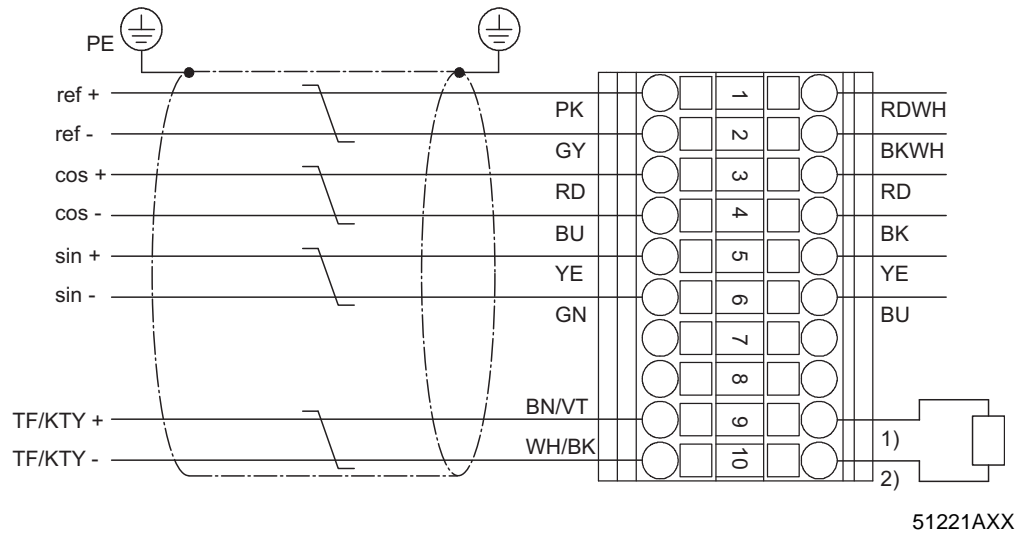 PE
ref + PK 1 RDWH
ref - GY 2 BKWH
cos + RD 3 RD
cos - BU 4 BK
sin + YE 5 YE
sin - GN 6 BU
7
8
TF/KTY + BN/VT 9 1)
TF/KTY - WH/BK 10 2)
51221AXX